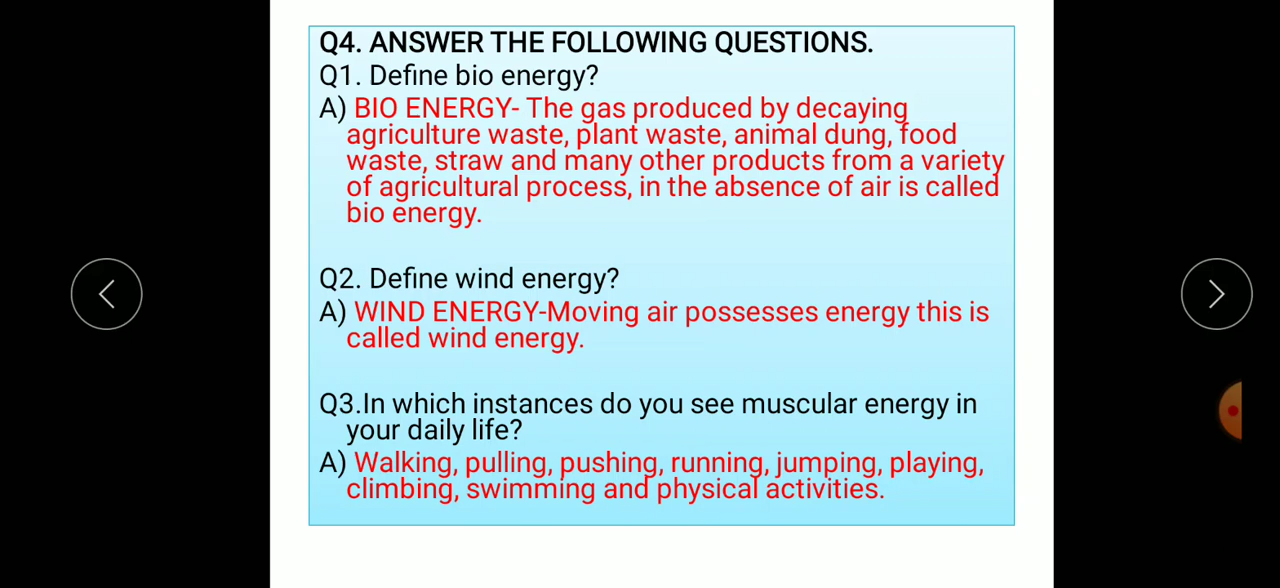 Q4. ANSWER THE FOLLOWING QUESTIONS.
Q1. Define bio energy?
A) BIO ENERGY- The gas produced by decaying
agriculture waste, plant waste, animal dung, food
waste, straw and many other products from a variety
of agricultural process, in the absence of air is called
bio energy.
Q2. Define wind energy?
A) WIND ENERGY-Moving air possesses energy this is
called wind energy.
Q3.In which instances do you see muscular energy in
your daily life?
A) Walking, pulling, pushing, running, jumping, playing,
climbing, swimming and physical activities.